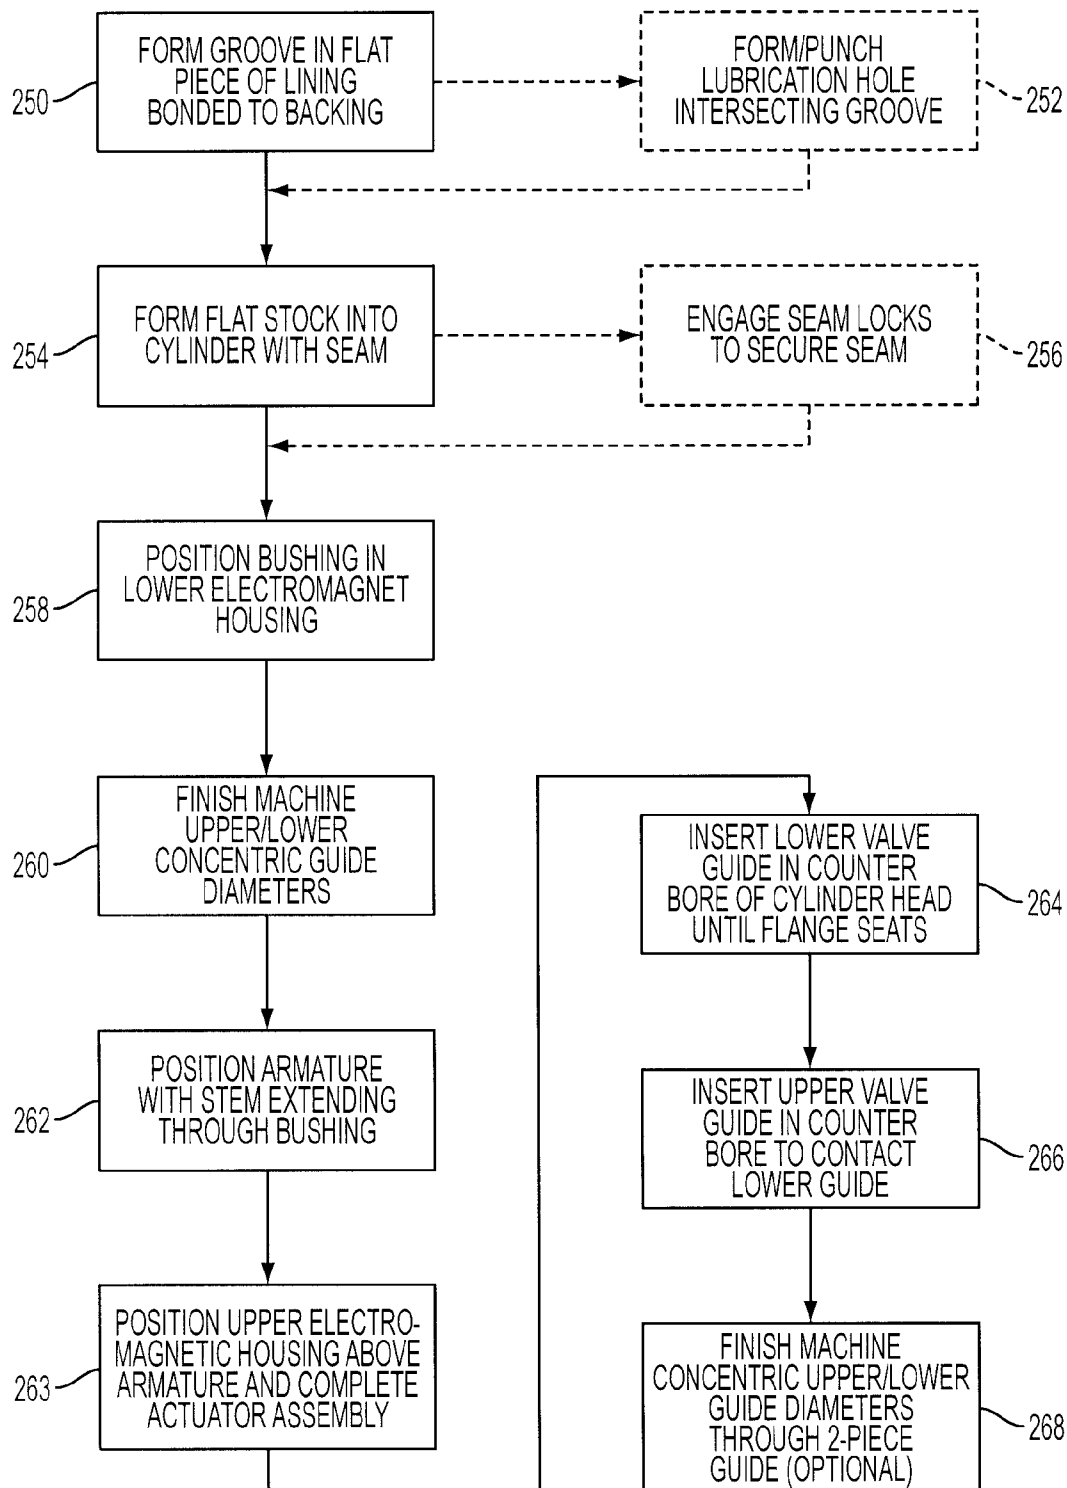 FORM GROOVE IN FLAT
PIECE OF LINING
BONDED TO BACKING
250
FORM/PUNCH
LUBRICATION HOLE
INTERSECTING GROOVE
252
FORM FLAT STOCK INTO
CYLINDER WITH SEAM
254
ENGAGE SEAM LOCKS
TO SECURE SEAM
256
POSITION BUSHING IN
LOWER ELECTROMAGNET
HOUSING
258
FINISH MACHINE
UPPER/LOWER
CONCENTRIC GUIDE
DIAMETERS
260
POSITION ARMATURE
WITH STEM EXTENDING
THROUGH BUSHING
262
POSITION UPPER ELECTRO-
MAGNETIC HOUSING ABOVE
ARMATURE AND COMPLETE
ACTUATOR ASSEMBLY
263
INSERT LOWER VALVE
GUIDE IN COUNTER
BORE OF CYLINDER HEAD
UNTIL FLANGE SEATS
264
INSERT UPPER VALVE
GUIDE IN COUNTER
BORE TO CONTACT
LOWER GUIDE
266
FINISH MACHINE
CONCENTRIC UPPER/LOWER
GUIDE DIAMETERS
THROUGH 2-PIECE
GUIDE (OPTIONAL)
268